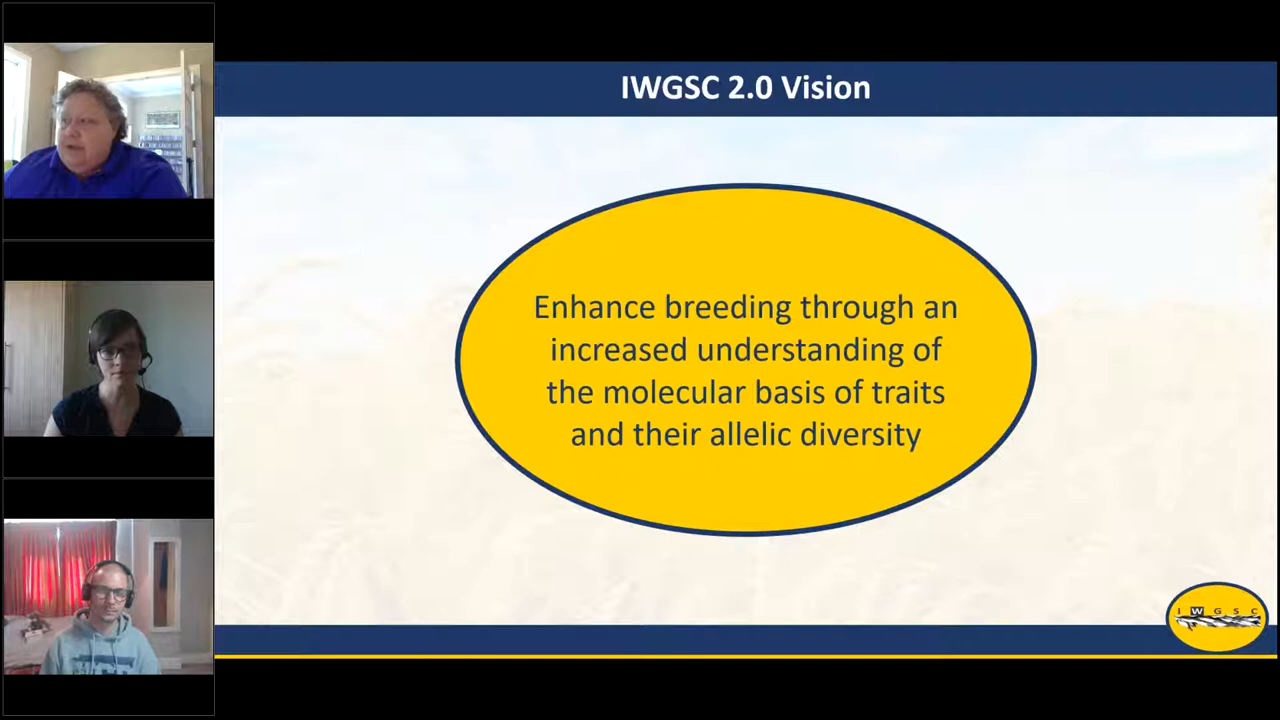 IWGSC 2.0 Vision
Enhance breeding through an
increased understanding of
the molecular basis of traits
and their allelic diversity
I W G S C